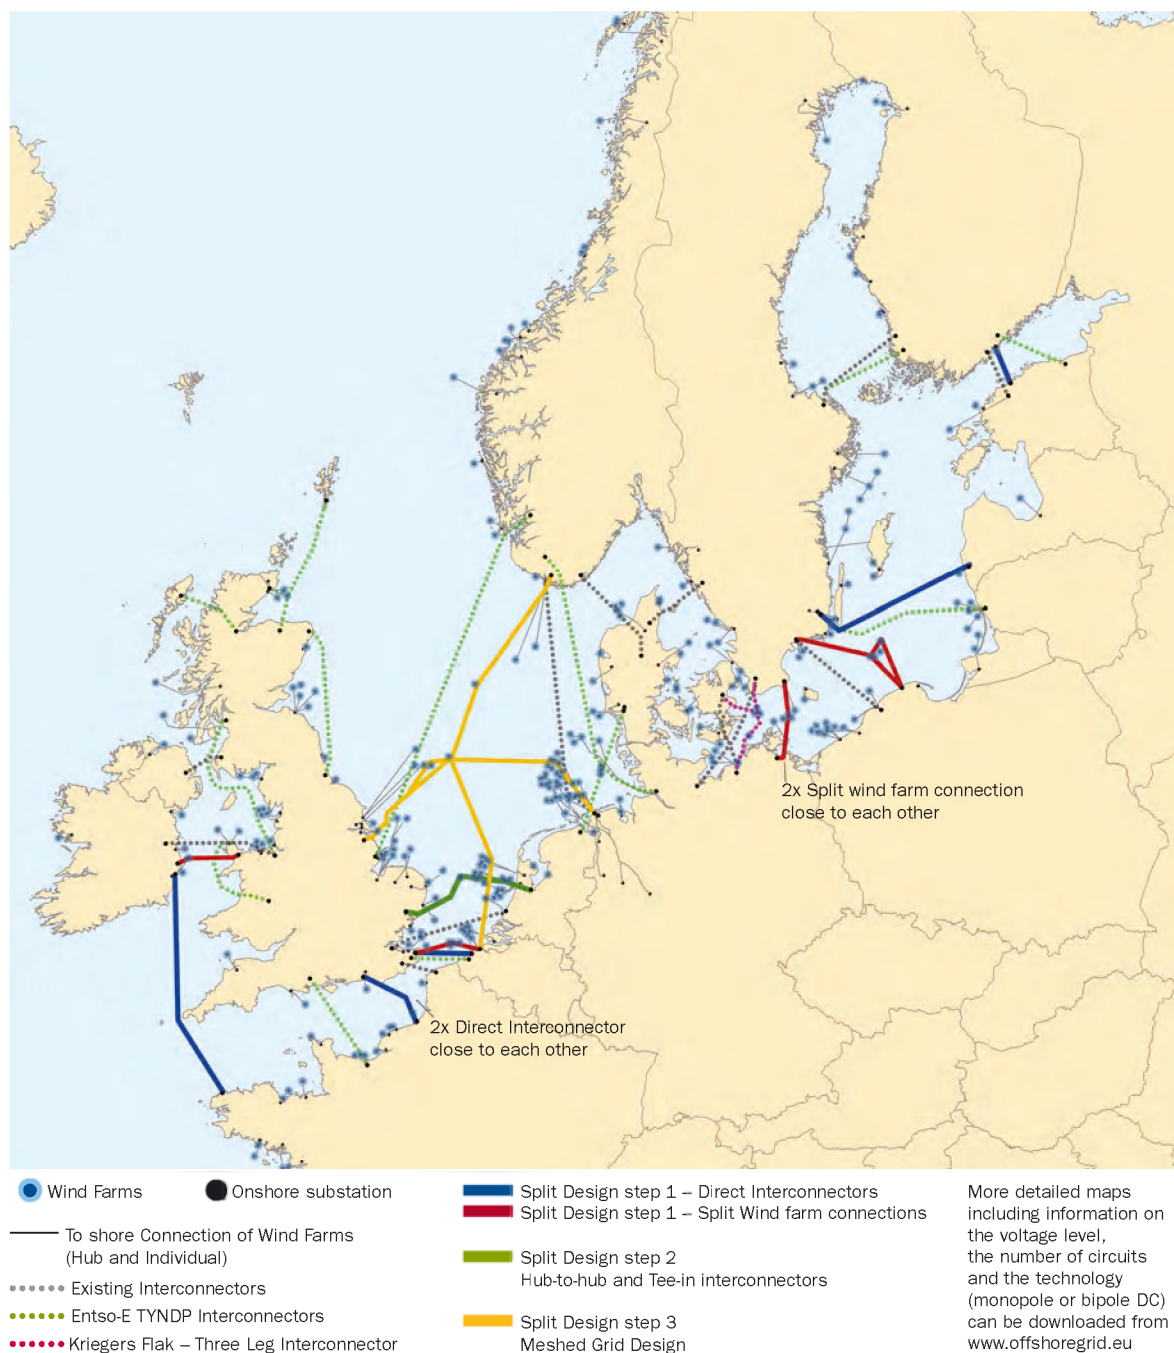 2x Split wind farm connection
close to each other
2x Direct Interconnector
close to each other
Wind Farms
Onshore substation
To shore Connection of Wind Farms
(Hub and Individual)
Existing Interconnectors
Entso-E TYNDP Interconnectors
Kriegers Flak – Three Leg Interconnector
Split Design step 1 – Direct Interconnectors
Split Design step 1 – Split Wind farm connections
Split Design step 2
Hub-to-hub and Tee-in interconnectors
Split Design step 3
Meshed Grid Design
More detailed maps
including information on
the voltage level,
the number of circuits
and the technology
(monopole or bipole DC)
can be downloaded from
www.offshoregrid.eu